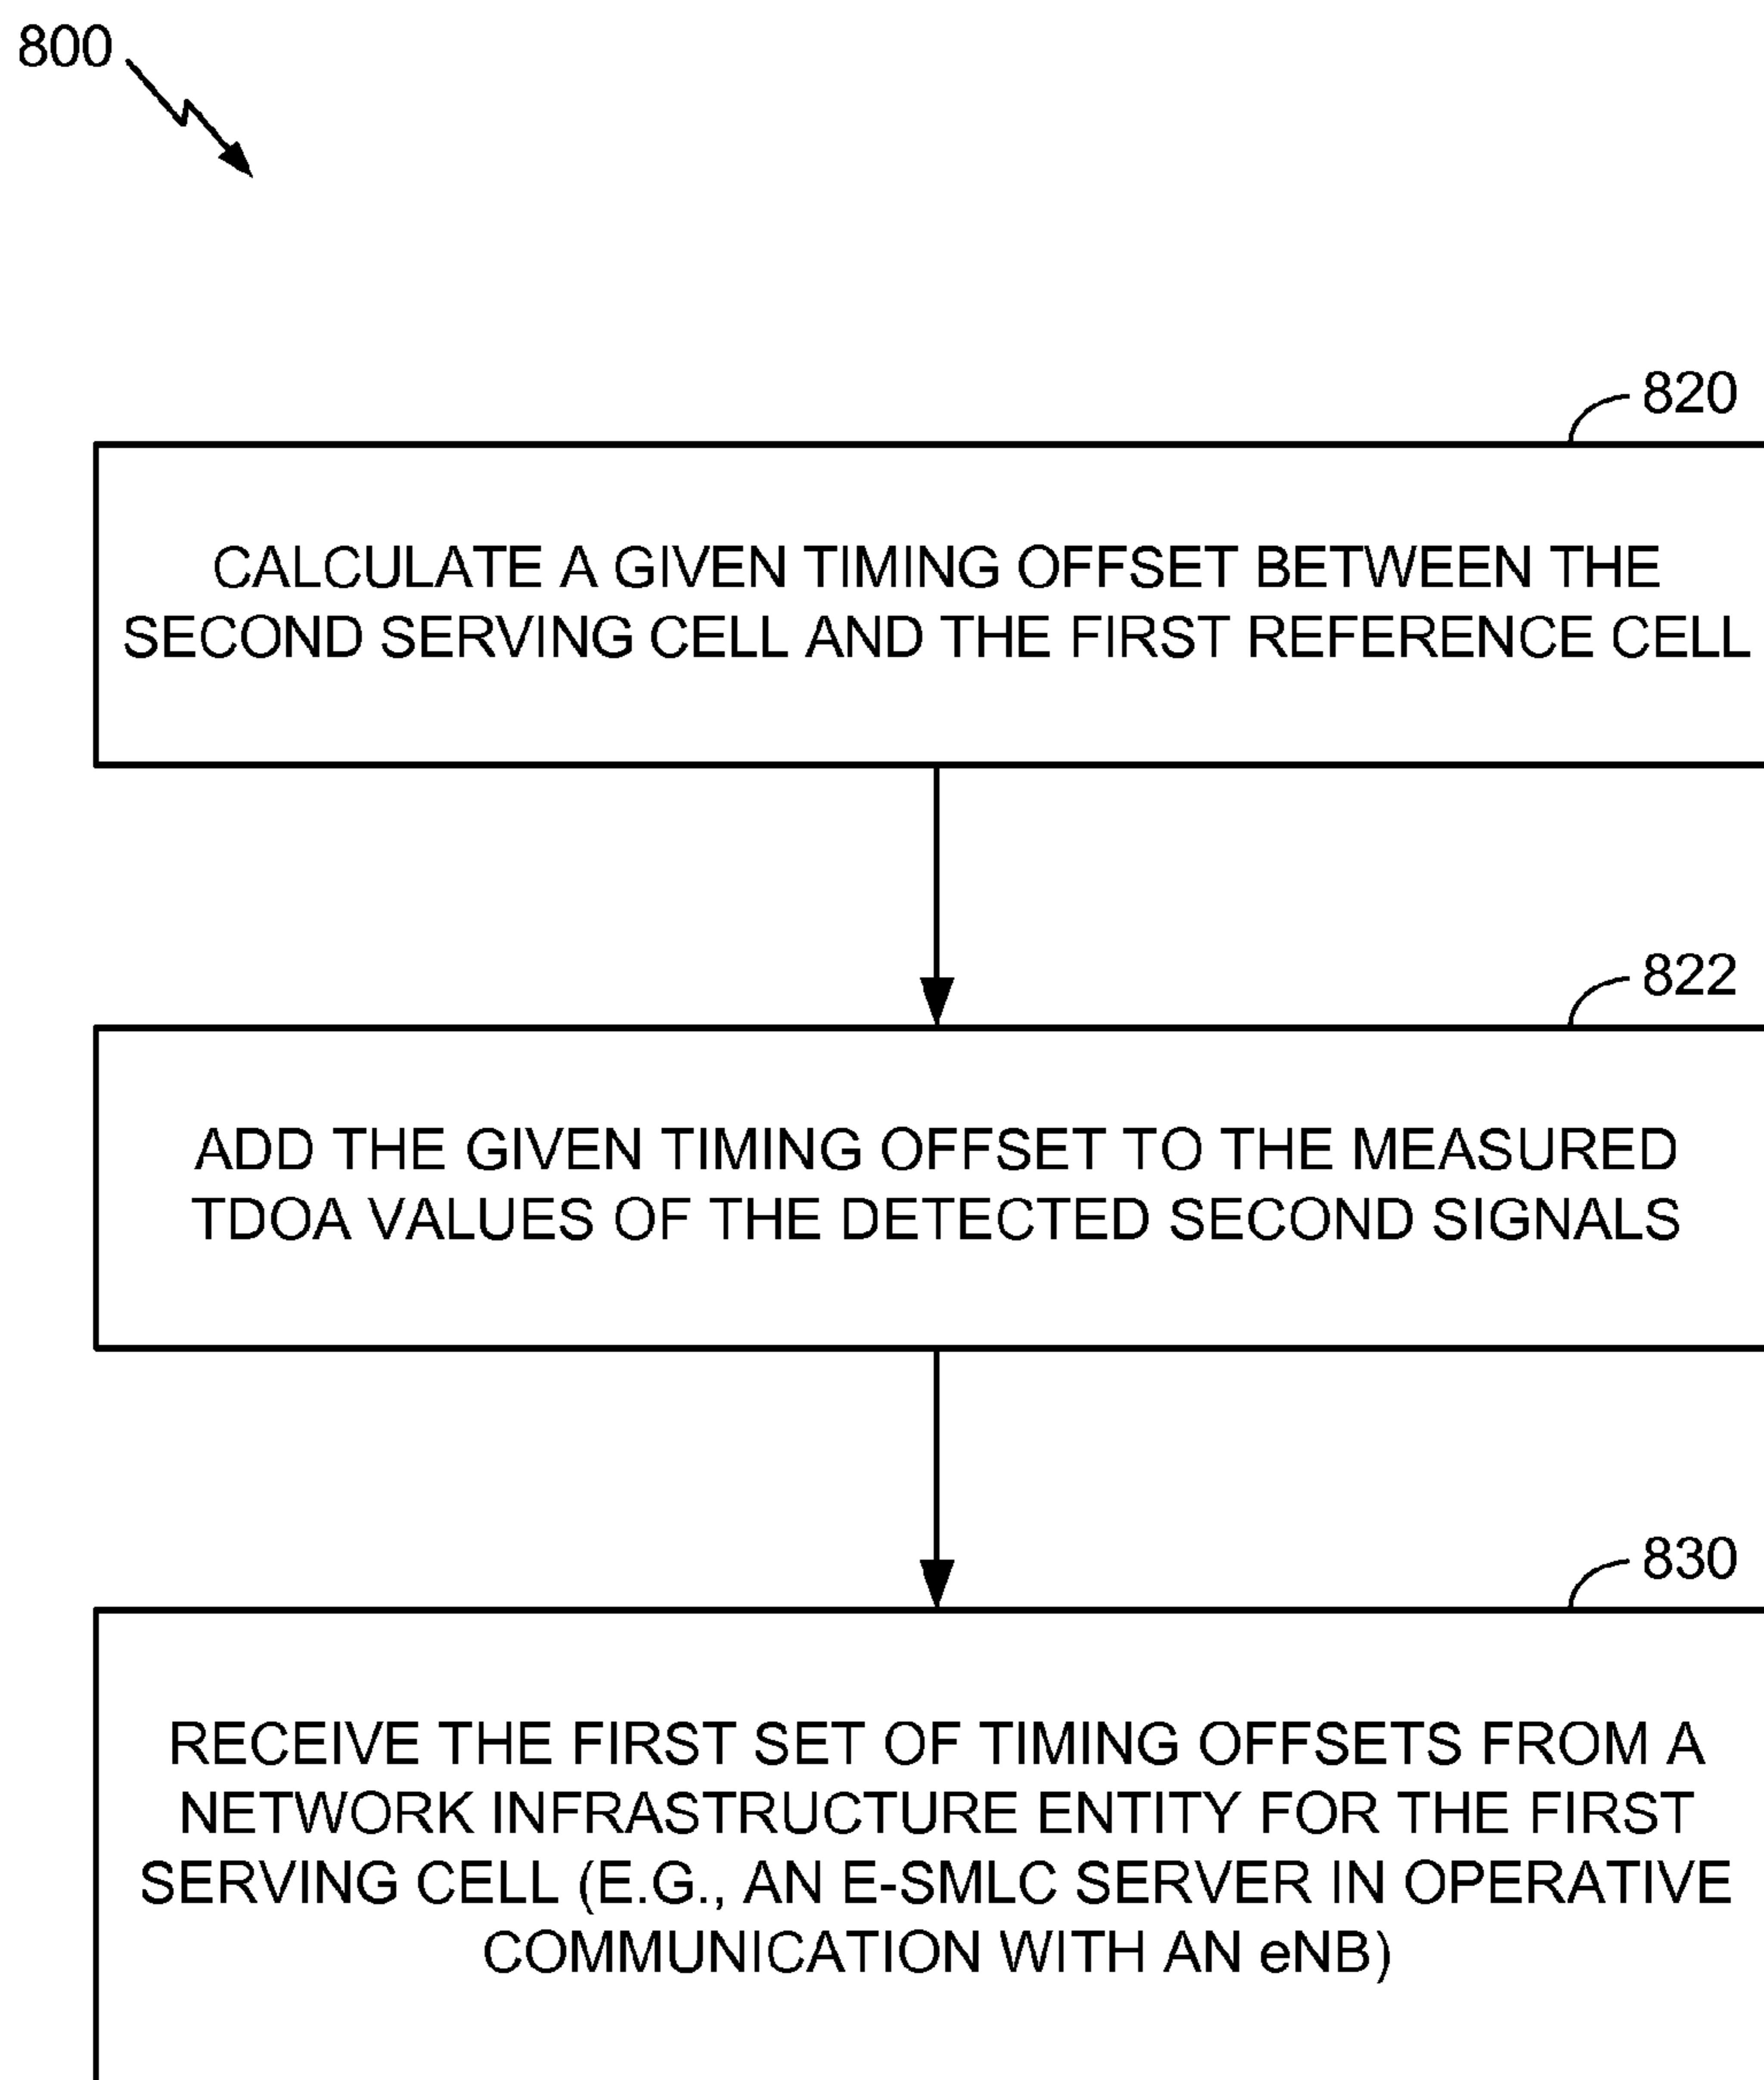 800
820
CALCULATE A GIVEN TIMING OFFSET BETWEEN THE
SECOND SERVING CELL AND THE FIRST REFERENCE CELL
822
ADD THE GIVEN TIMING OFFSET TO THE MEASURED
TDOA VALUES OF THE DETECTED SECOND SIGNALS
830
RECEIVE THE FIRST SET OF TIMING OFFSETS FROM A
NETWORK INFRASTRUCTURE ENTITY FOR THE FIRST
SERVING CELL (E.G., AN E-SMLC SERVER IN OPERATIVE
COMMUNICATION WITH AN eNB)